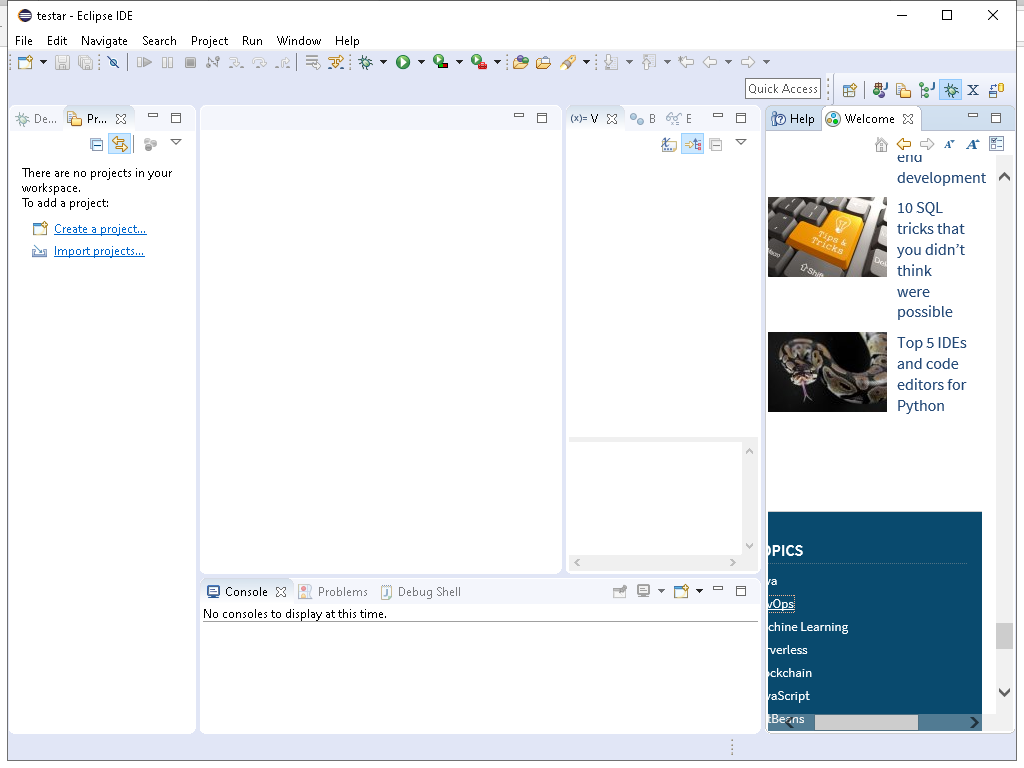 testar - Eclipse IDE
File Edit Navigate Search Project Run Window Help
Quick Access
De... Pr...
There are no projects in your
workspace.
To add a project:
Create a project...
Import projects...
(x)= V B E
Help Welcome
end
development
10 SQL
tricks that
you didn't
think
were
possible
Tips &
Tricks
Shift
Top 5 IDEs
and code
editors for
Python
OPICS
va
vOps
chine Learning
rverless
ockchain
vaScript
tBeans
Console Problems Debug Shell
No consoles to display at this time.